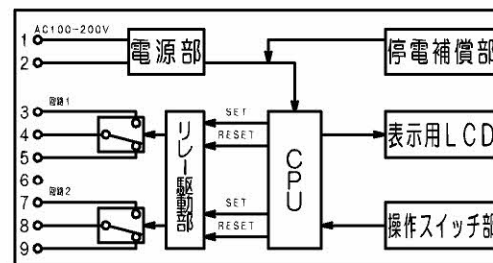 AC100-200V
1
2
電源部
停電補償部
回路1
3
4
5
6
リレー駆動部
SET
RESET
CPU
表示用LCD
回路2
7
8
9
SET
RESET
操作スイッチ部